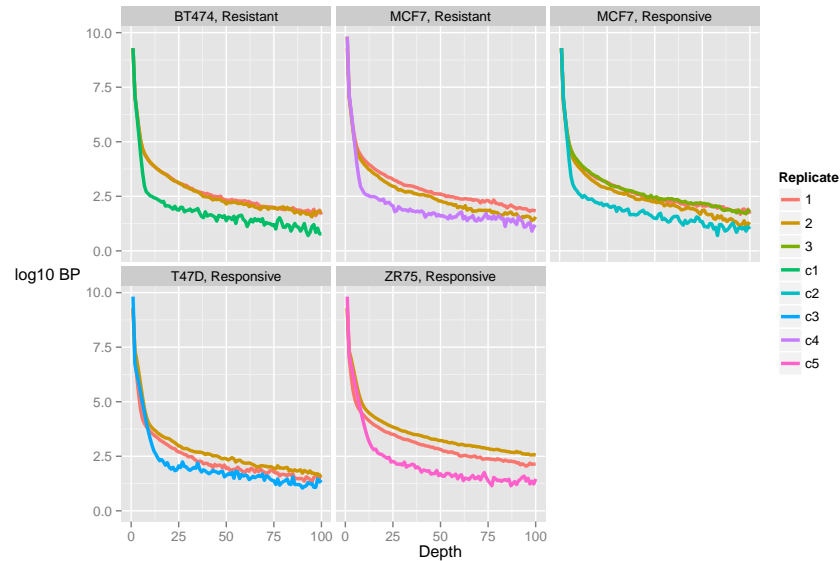 BT474, Resistant
MCF7, Resistant
MCF7, Responsive
10.0
7.5
5.0
2.5
0.0
log10 BP
T47D, Responsive
ZR75, Responsive
10.0
7.5
5.0
2.5
0.0
0 25 50 75 100
0 25 50 75 100
Depth
Replicate
1
2
3
c1
c2
c3
c4
c5